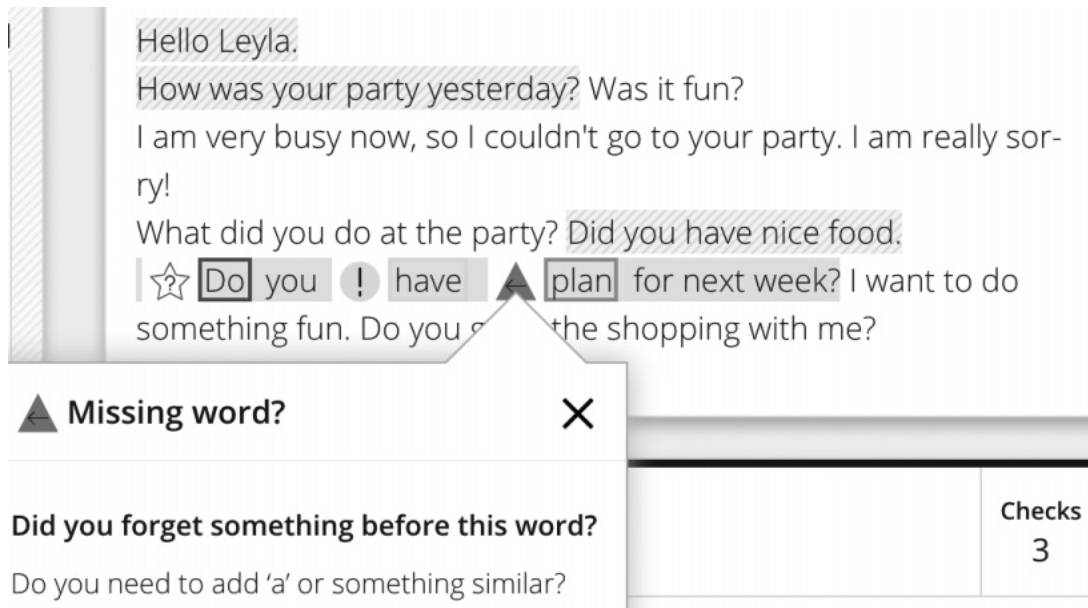 Hello Leyla.
How was your party yesterday? Was it fun?
I am very busy now, so I couldn't go to your party. I am really sor-
ry!
What did you do at the party? Did you have nice food.
Do you ! have plan for next week? I want to do
something fun. Do you the shopping with me?
Missing word?
Did you forget something before this word?
Do you need to add ‘a’ or something similar?
Checks
3